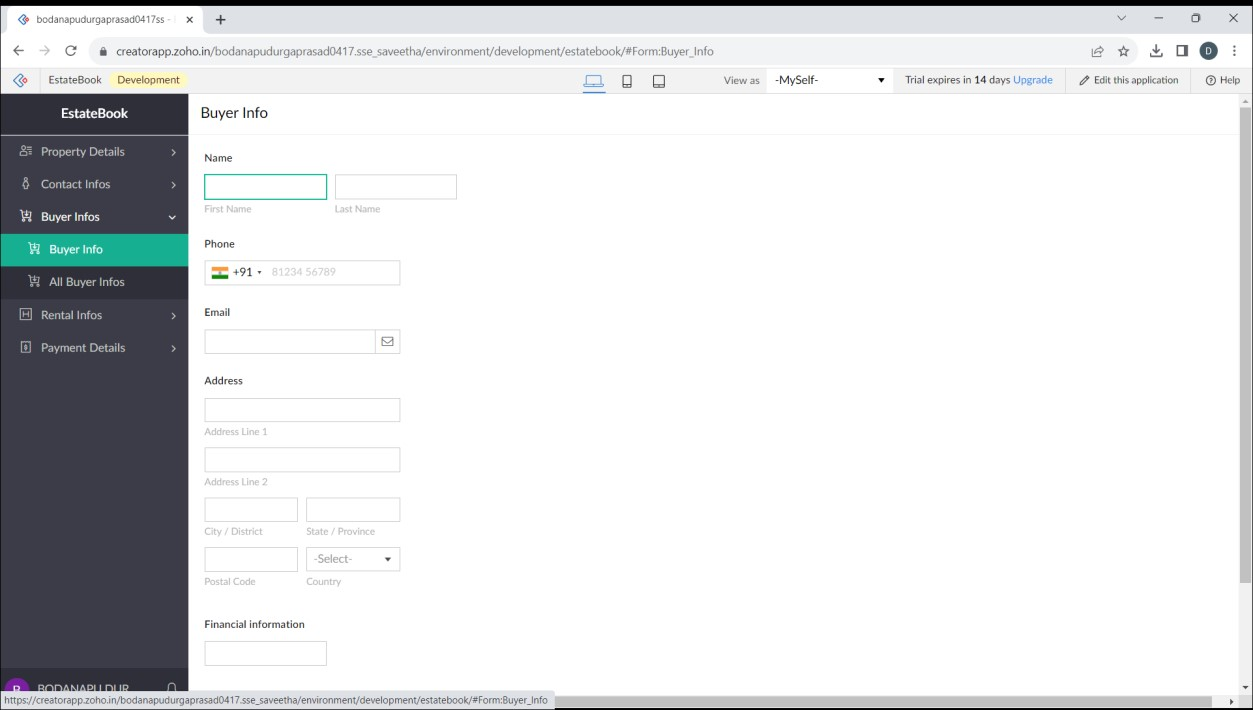 bodanapudurgaprasad0417ss -
creatorapp.zoho.in/bodanapudurgaprasad0417.sse_saveetha/environment/development/estatebook/#Form:Buyer_Info
D
EstateBook Development View as -MySelf- Trial expires in 14 days Upgrade Edit this application Help
EstateBook
Property Details
Contact Infos
Buyer Infos
Buyer Info
All Buyer Infos
Rental Infos
Payment Details
B BODANAPU DUR
Buyer Info
Name
First Name Last Name
Phone
+91 81234 56789
Email
Address
Address Line 1
Address Line 2
City / District State / Province
-Select-
Postal Code Country
Financial information
https://creatorapp.zoho.in/bodanapudurgaprasad0417.sse_saveetha/environment/development/estatebook/#Form:Buyer_Info